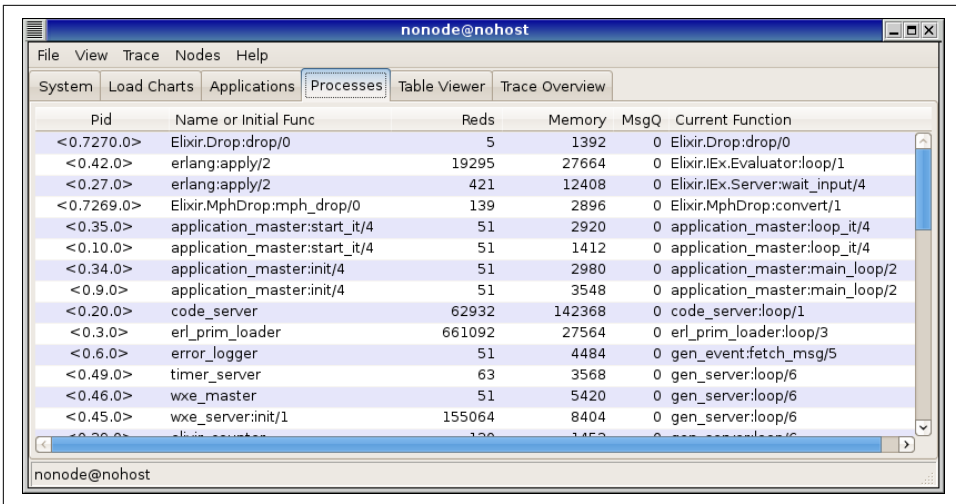 nonode@nohost
File View Trace Nodes Help
System Load Charts Applications Processes Table Viewer Trace Overview
Pid Name or Initial Func Reds Memory MsgQ Current Function
<0.7270.0> Elixir.Drop:drop/0 5 1392 0 Elixir.Drop:drop/0
<0.42.0> erlang:apply/2 19295 27664 0 Elixir.IEx.Evaluator:loop/1
<0.27.0> erlang:apply/2 421 12408 0 Elixir.IEx.Server:wait_input/4
<0.7269.0> Elixir.MphDrop:mph_drop/0 139 2896 0 Elixir.MphDrop:convert/1
<0.35.0> application_master:start_it/4 51 2920 0 application_master:loop_it/4
<0.10.0> application_master:start_it/4 51 1412 0 application_master:loop_it/4
<0.34.0> application_master:init/4 51 2980 0 application_master:main_loop/2
<0.9.0> application_master:init/4 51 3548 0 application_master:main_loop/2
<0.20.0> code_server 62932 142368 0 code_server:loop/1
<0.3.0> erl_prim_loader 661092 27564 0 erl_prim_loader:loop/3
<0.6.0> error_logger 51 4484 0 gen_event:fetch_msg/5
<0.49.0> timer_server 63 3568 0 gen_server:loop/6
<0.46.0> wxe_master 51 5420 0 gen_server:loop/6
<0.45.0> wxe_server:init/1 155064 8404 0 gen_server:loop/6
nonode@nohost